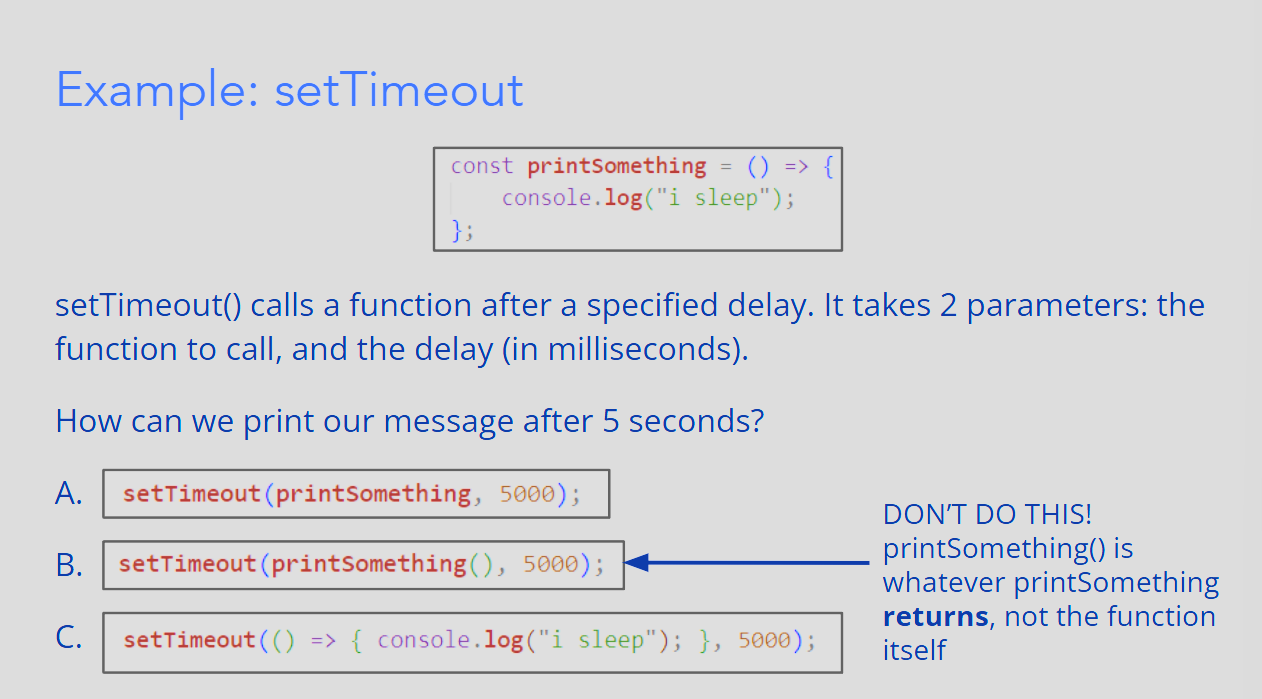 Example: setTimeout
const printSomething = () => {
console.log("i sleep");
};
setTimeout() calls a function after a specified delay. It takes 2 parameters: the
function to call, and the delay (in milliseconds).
How can we print our message after 5 seconds?
A. setTimeout(printSomething, 5000);
B. setTimeout(printSomething(), 5000);
C. setTimeout(() => { console.log("i sleep"); }, 5000);
DON'T DO THIS!
printSomething() is
whatever printSomething
returns, not the function
itself